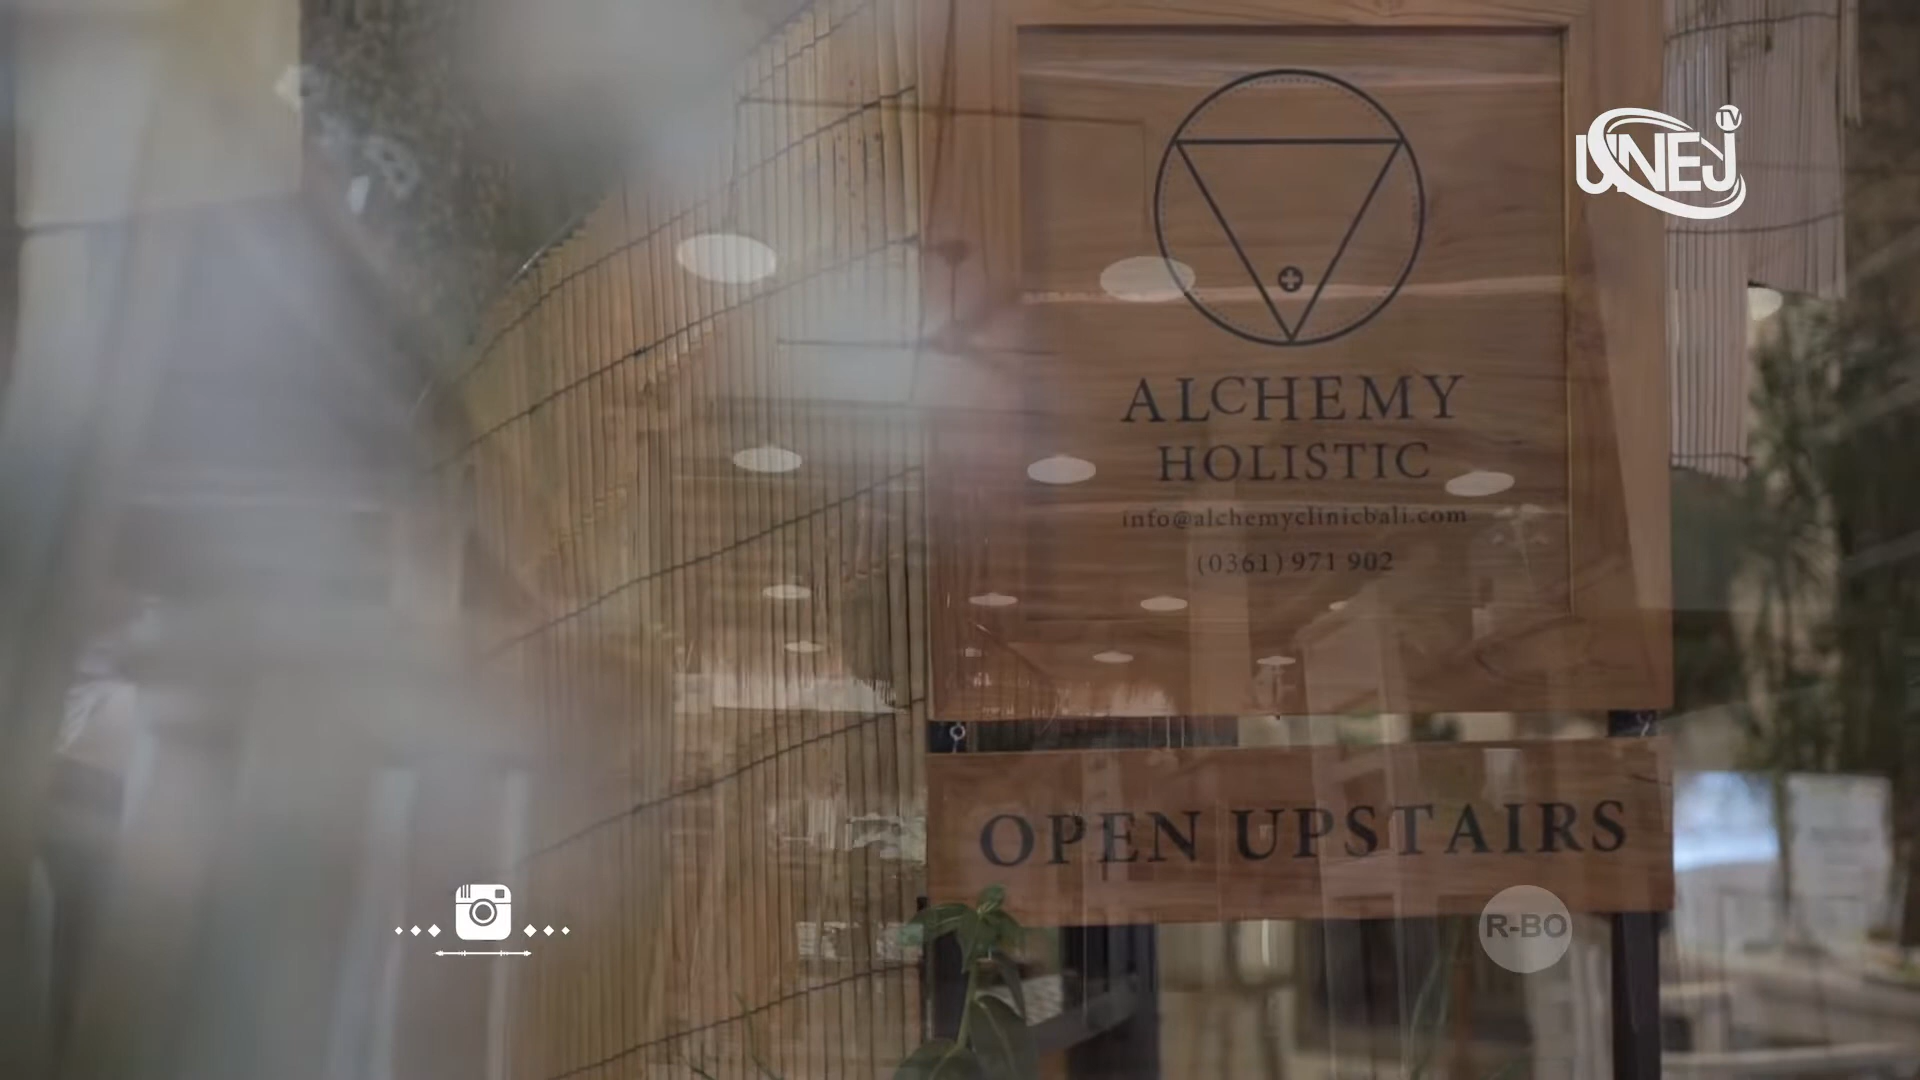 UNEJ
TV
ALCHEMY
HOLISTIC
info@alchemyclinicbali.com
(0361) 971 902
OPEN UPSTAIRS
R-BO